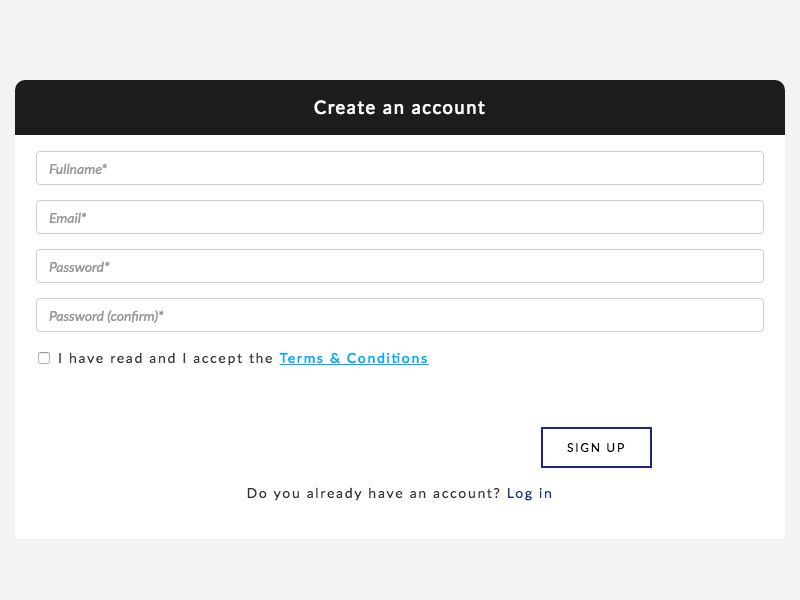 Create an account
Fullname*
Email*
Password*
Password (confirm)*
I have read and I accept the Terms & Conditions
SIGN UP
Do you already have an account? Log in